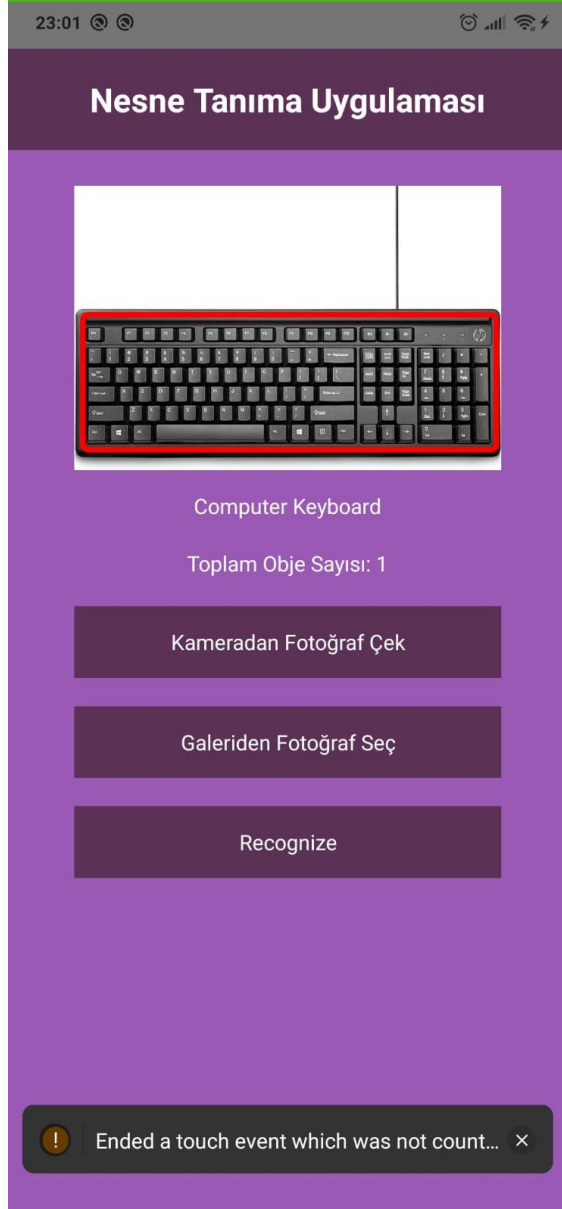 23:01
Nesne Tanıma Uygulaması
hp
Computer Keyboard
Toplam Obje Sayısı: 1
Kameradan Fotoğraf Çek
Galeriden Fotoğraf Seç
Recognize
! Ended a touch event which was not count... ×